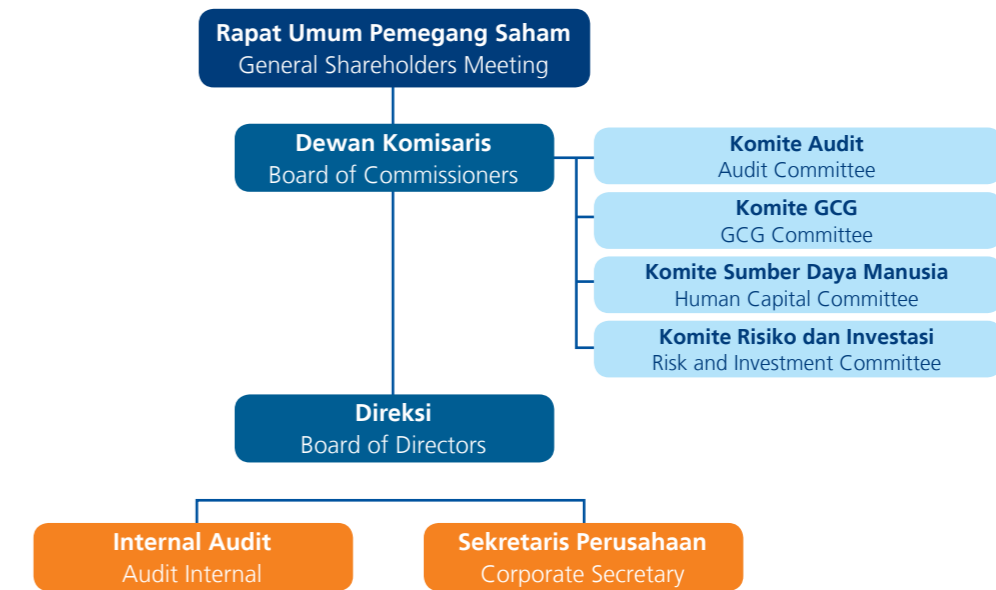 Rapat Umum Pemegang Saham
General Shareholders Meeting
Dewan Komisaris
Board of Commissioners
Komite Audit
Audit Committee
Komite GCG
GCG Committee
Komite Sumber Daya Manusia
Human Capital Committee
Komite Risiko dan Investasi
Risk and Investment Committee
Direksi
Board of Directors
Internal Audit
Audit Internal
Sekretaris Perusahaan
Corporate Secretary